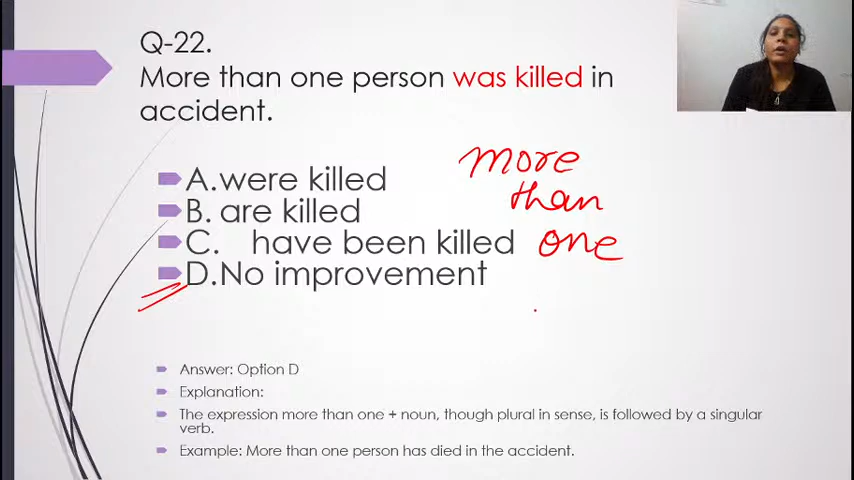 Q-22.
More than one person was killed in
accident.
A.were killed
B. are killed
C. have been killed
D.No improvement
more
than
one
Answer: Option D
Explanation:
The expression more than one + noun, though plural in sense, is followed by a singular
verb.
Example: More than one person has died in the accident.